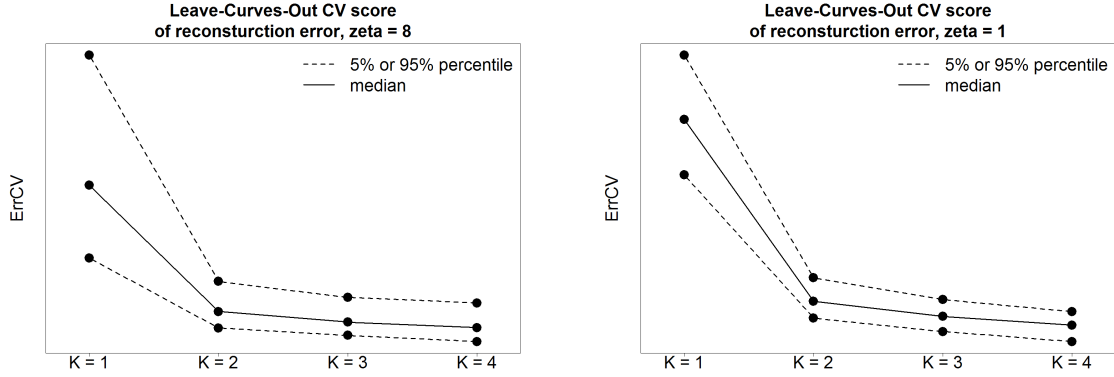 Leave-Curves-Out CV score
of reconsturction error, zeta = 8
5% or 95% percentile
median
ErrCV
K = 1
K = 2
K = 3
K = 4
Leave-Curves-Out CV score
of reconsturction error, zeta = 1
5% or 95% percentile
median
ErrCV
K = 1
K = 2
K = 3
K = 4